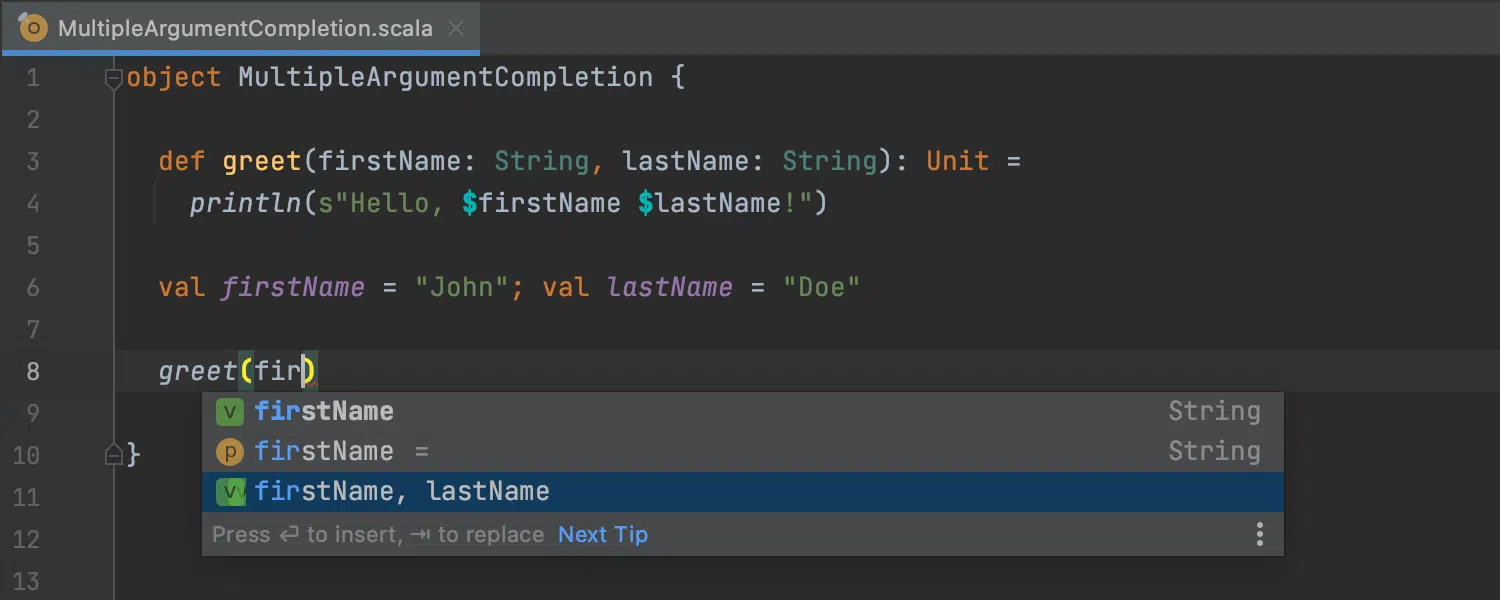 MultipleArgumentCompletion.scala
1 object MultipleArgumentCompletion {
2
3 def greet(firstName: String, lastName: String): Unit =
4 println(s"Hello, $firstName $lastName!")
5
6 val firstName = "John"; val lastName = "Doe"
7
8 greet(fir)
9 v firstName String
p firstName = String
10 }
11 v firstName, lastName
12 Press ⏎ to insert, ⇥ to replace Next Tip
13